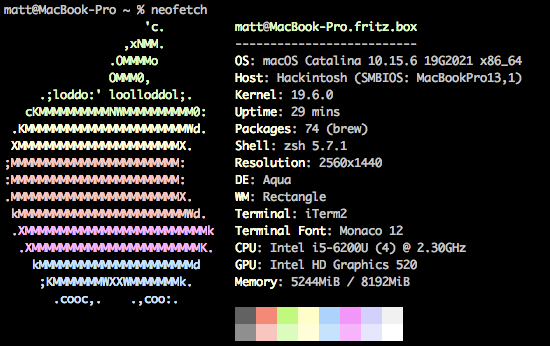 matt@MacBook-Pro ~ % neofetch
'c.
,xNMM.
.OMMMMo
OMMM0,
.;loddo:' loolloddol;.
cKMMMMMMMMMMNWMMMMMMMMMM0:
.KMMMMMMMMMMMMMMMMMMMMMMMWd.
XMMMMMMMMMMMMMMMMMMMMMMMX.
;MMMMMMMMMMMMMMMMMMMMMMMM:
:MMMMMMMMMMMMMMMMMMMMMMMM:
.MMMMMMMMMMMMMMMMMMMMMMMMX.
kMMMMMMMMMMMMMMMMMMMMMMMMWd.
.XMMMMMMMMMMMMMMMMMMMMMMMMMMk
.XMMMMMMMMMMMMMMMMMMMMMMMMK.
kMMMMMMMMMMMMMMMMMMMMMMd
;KMMMMMMMWXXWMMMMMMMk.
.cooc,. .,coo:.
matt@MacBook-Pro.fritz.box
--------------------------
OS: macOS Catalina 10.15.6 19G2021 x86_64
Host: Hackintosh (SMBIOS: MacBookPro13,1)
Kernel: 19.6.0
Uptime: 29 mins
Packages: 74 (brew)
Shell: zsh 5.7.1
Resolution: 2560x1440
DE: Aqua
WM: Rectangle
Terminal: iTerm2
Terminal Font: Monaco 12
CPU: Intel i5-6200U (4) @ 2.30GHz
GPU: Intel HD Graphics 520
Memory: 5244MiB / 8192MiB